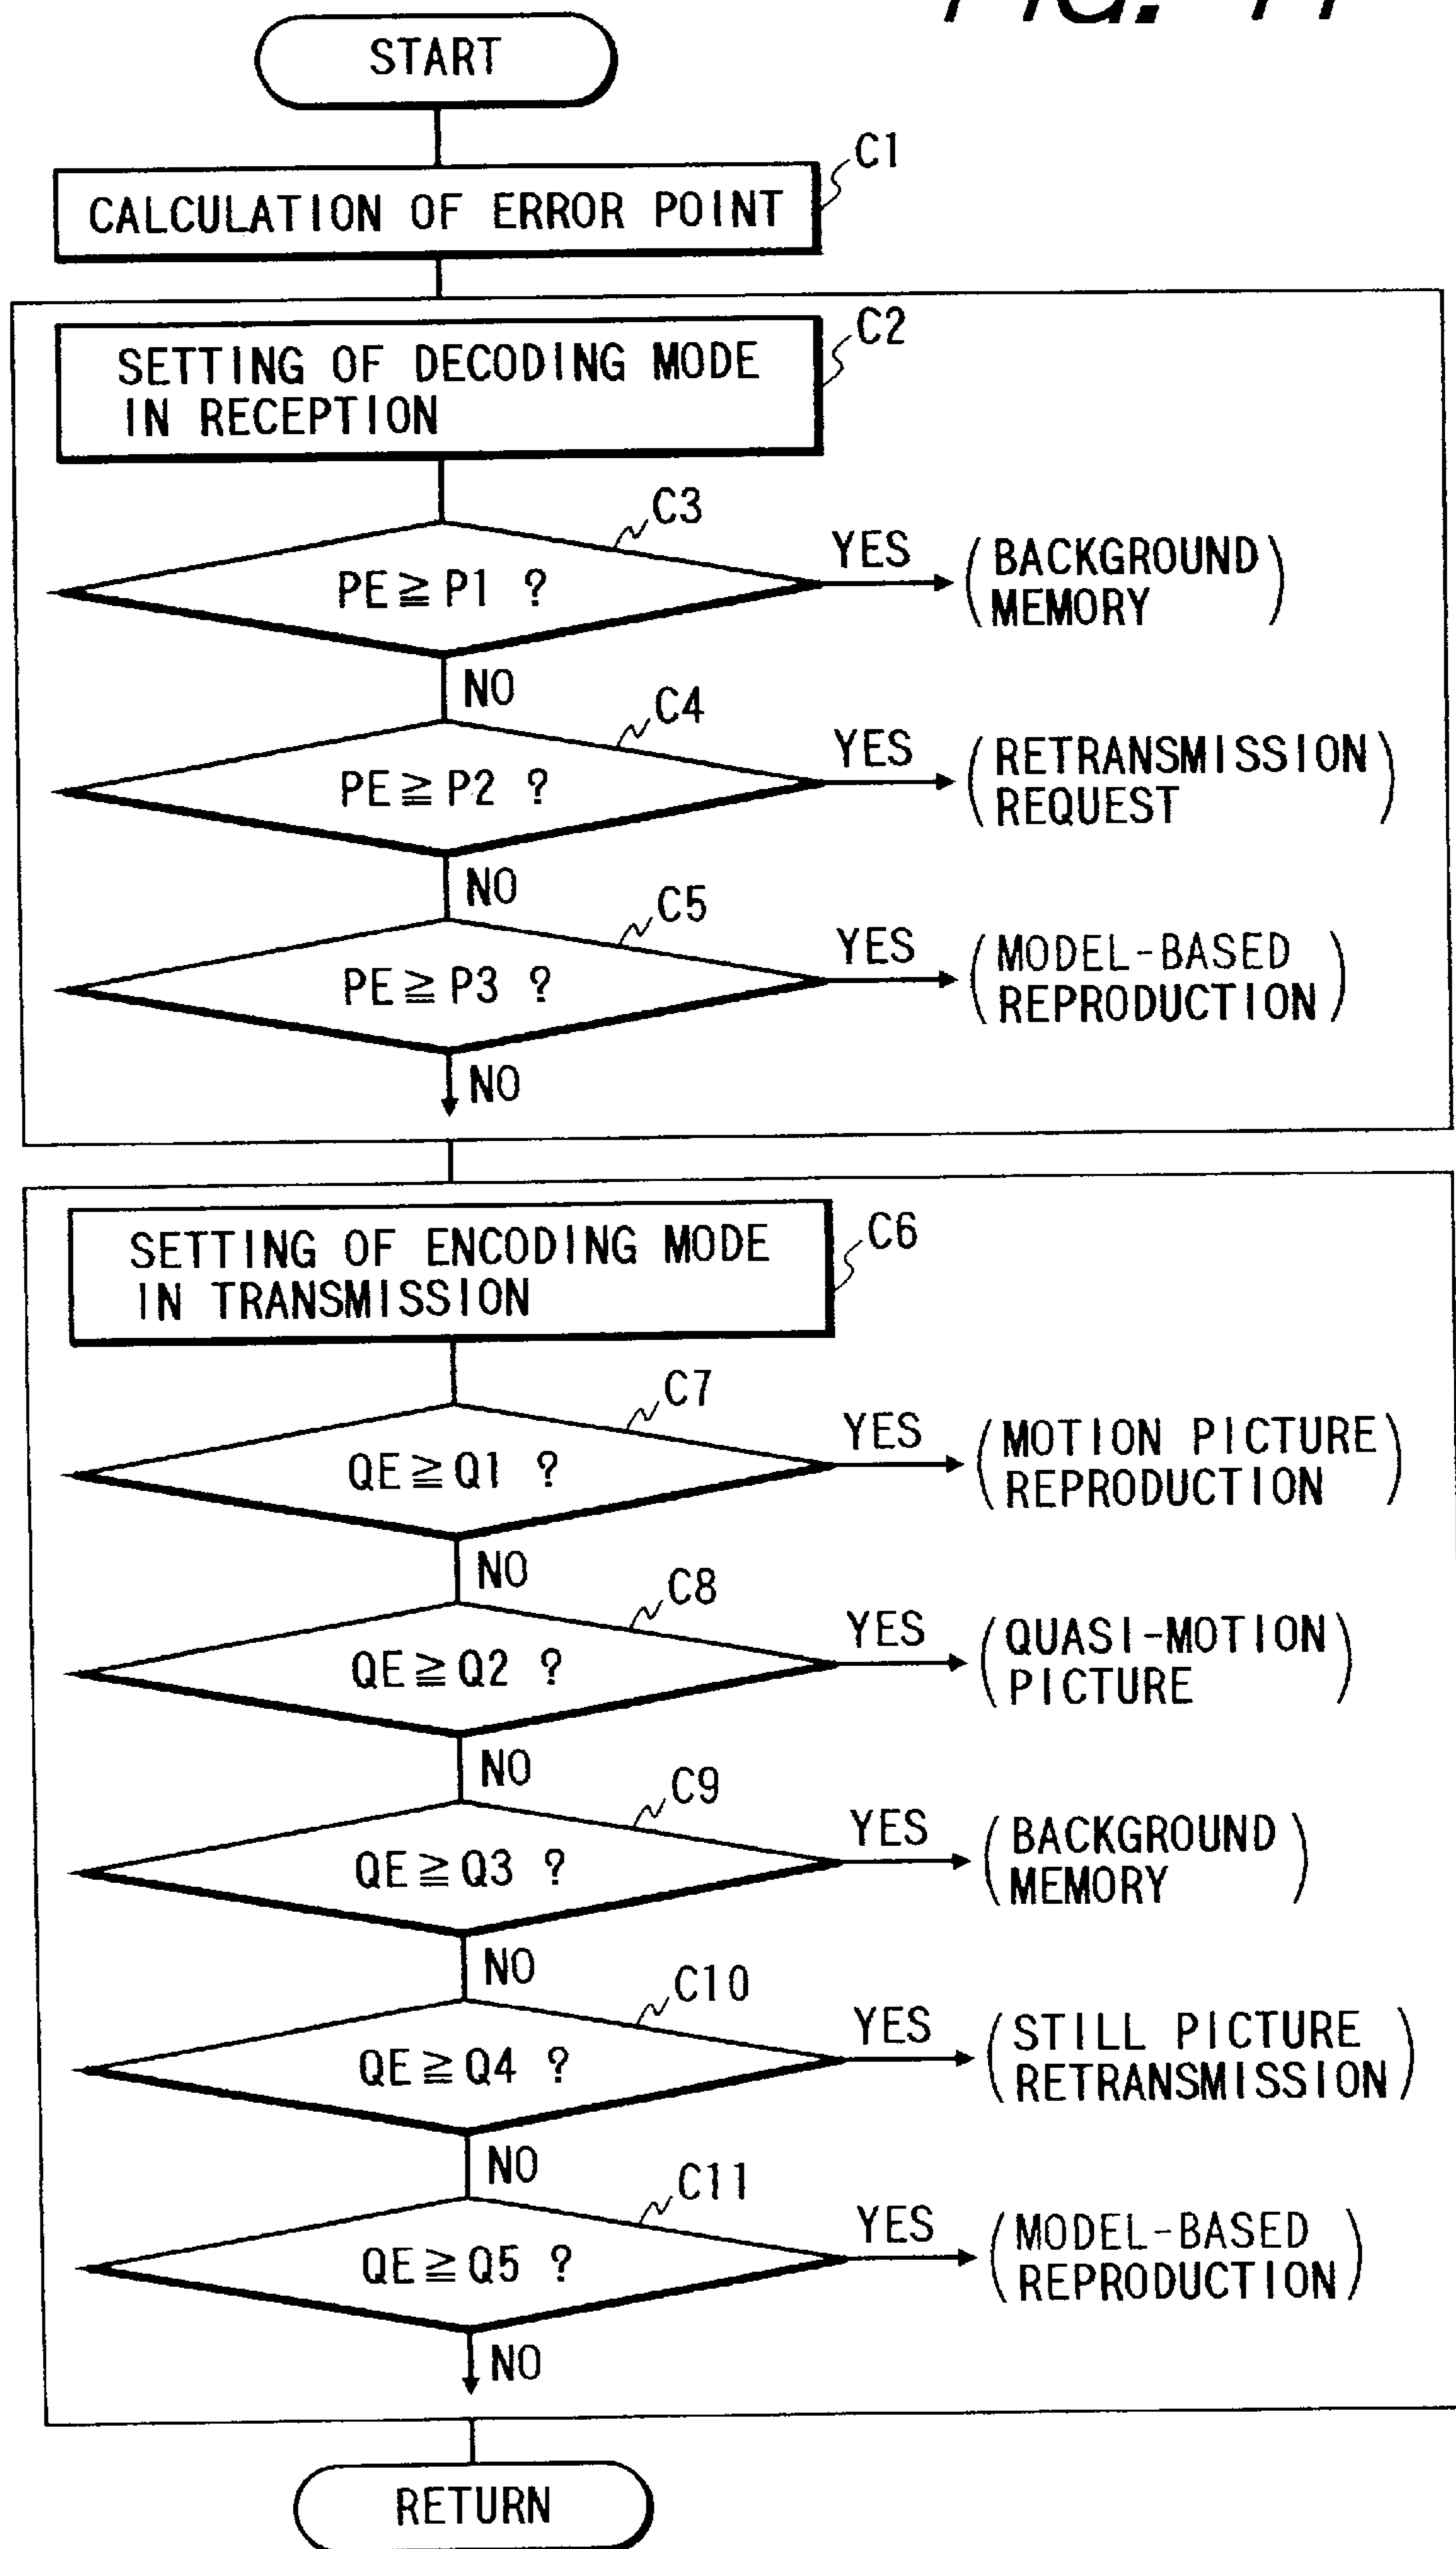 START
C1
CALCULATION OF ERROR POINT
C2
SETTING OF DECODING MODE
IN RECEPTION
C3
PE ≧ P1 ?
YES
(BACKGROUND
MEMORY)
NO
C4
PE ≧ P2 ?
YES
(RETRANSMISSION
REQUEST)
NO
C5
PE ≧ P3 ?
YES
(MODEL-BASED
REPRODUCTION)
NO
SETTING OF ENCODING MODE
IN TRANSMISSION
C6
C7
QE ≧ Q1 ?
YES
(MOTION PICTURE
REPRODUCTION)
NO
C8
QE ≧ Q2 ?
YES
(QUASI-MOTION
PICTURE)
NO
C9
QE ≧ Q3 ?
YES
(BACKGROUND
MEMORY)
NO
C10
QE ≧ Q4 ?
YES
(STILL PICTURE
RETRANSMISSION)
NO
C11
QE ≧ Q5 ?
YES
(MODEL-BASED
REPRODUCTION)
NO
RETURN